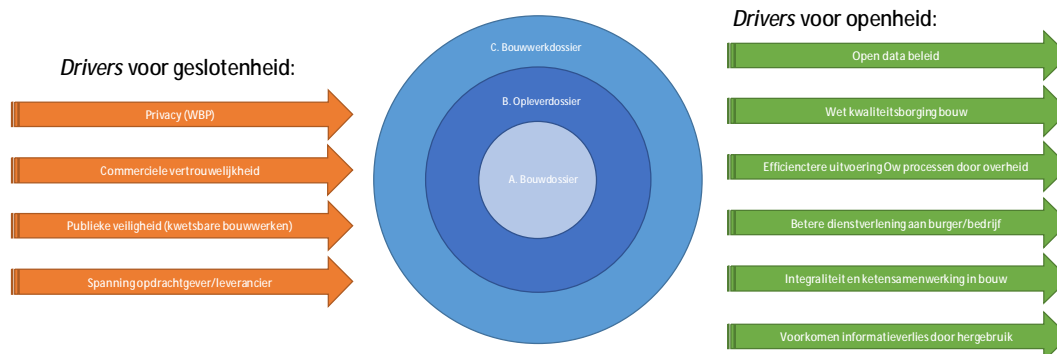 Drivers voor geslotenheid:
Privacy (WBP)
Commerciele vertrouwelijkheid
Publieke veiligheid (kwetsbare bouwwerken)
Spanning opdrachtgever/leverancier
C. Bouwwerkdossier
B. Opleverdossier
A. Bouwdossier
Drivers voor openheid:
Open data beleid
Wet kwaliteitsborging bouw
Efficienctere uitvoering Ow processen door overheid
Betere dienstverlening aan burger/bedrijf
Integraliteit en ketensamenwerking in bouw
Voorkomen informatieverlies door hergebruik